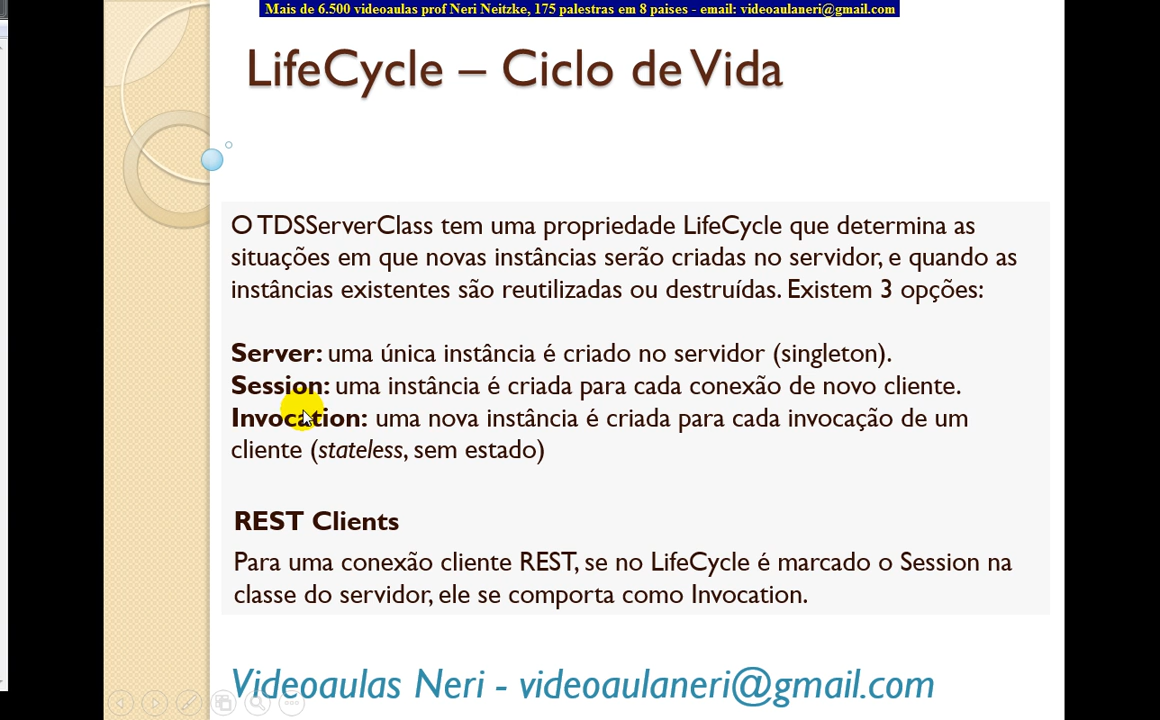 Mais de 6.500 videoaulas prof Neri Neitzke, 175 palestras em 8 paises - email: videoaulaneri@gmail.com
LifeCycle – Ciclo de Vida
O TDSServerClass tem uma propriedade LifeCycle que determina as
situações em que novas instâncias serão criadas no servidor, e quando as
instâncias existentes são reutilizadas ou destruídas. Existem 3 opções:
Server: uma única instância é criado no servidor (singleton).
Session: uma instância é criada para cada conexão de novo cliente.
Invocation: uma nova instância é criada para cada invocação de um
cliente (stateless, sem estado)
REST Clients
Para uma conexão cliente REST, se no LifeCycle é marcado o Session na
classe do servidor, ele se comporta como Invocation.
Videoaulas Neri - videoaulaneri@gmail.com